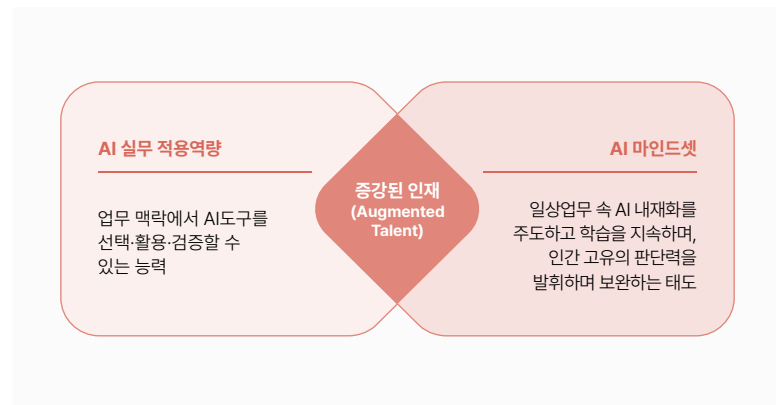 AI 실무 적용역량
업무 맥락에서 AI도구를
선택·활용·검증할 수
있는 능력
증강된 인재
(Augmented
Talent)
AI 마인드셋
일상업무 속 AI 내재화를
주도하고 학습을 지속하며,
인간 고유의 판단력을
발휘하며 보완하는 태도